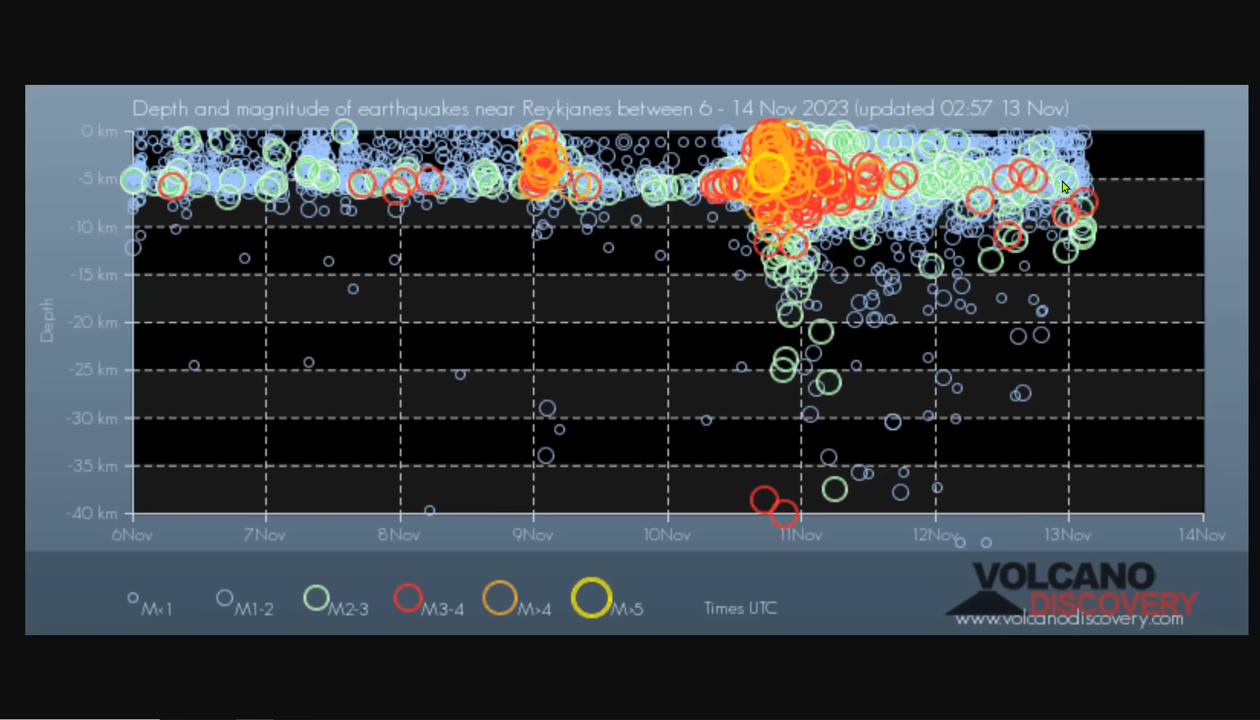 Depth and magnitude of earthquakes near Reykjanes between 6 - 14 Nov 2023 (updated 02:57 13 Nov)
0 km
-5 km
-10 km
-15 km
-20 km
-25 km
-30 km
-35 km
-40 km
Depth
6Nov 7Nov 8Nov 9Nov 10Nov 11Nov 12Nov 13Nov 14Nov
M<1 M1-2 M2-3 M3-4 M>4 M>5 Times UTC
VOLCANO
DISCOVERY
www.volcanodiscovery.com